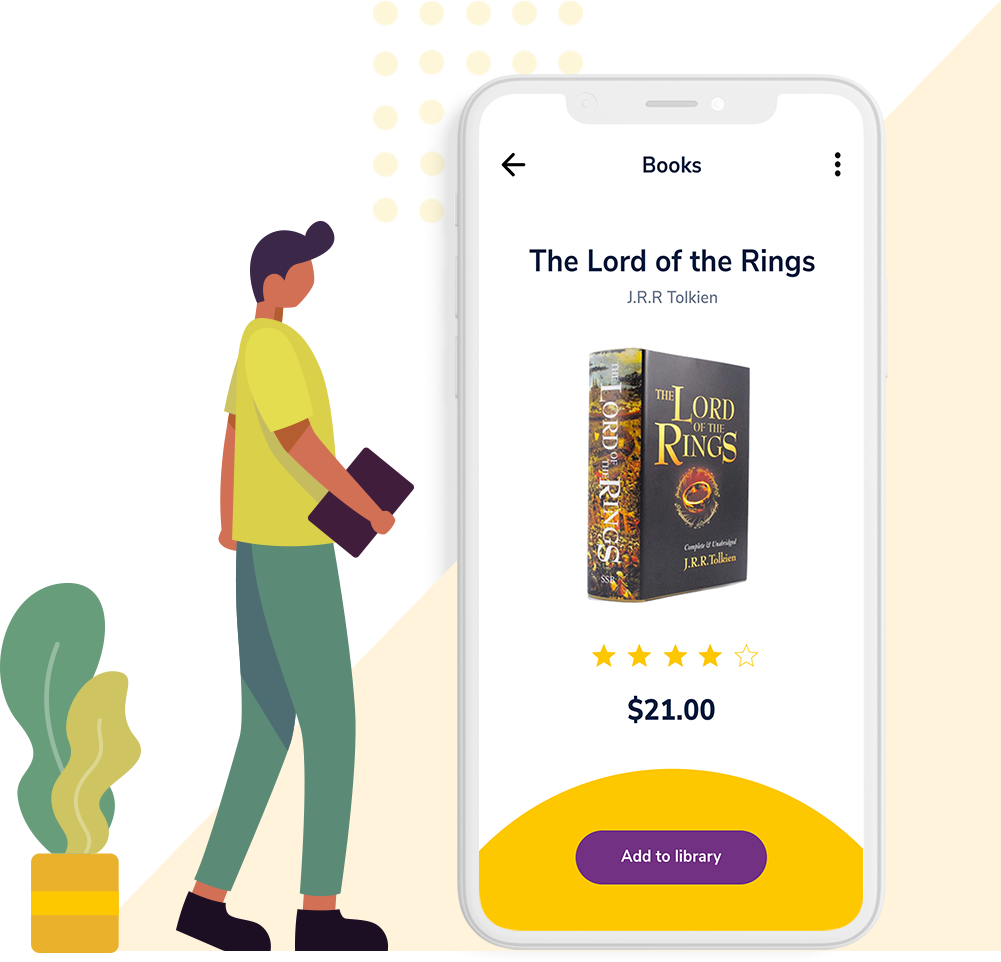 Books
The Lord of the Rings
J.R.R Tolkien
THE LORD OF THE RINGS
SSB
THE LORD
OF THE
RINGS
Complete & Unabridged
J.R.R.Tolkien
$21.00
Add to library